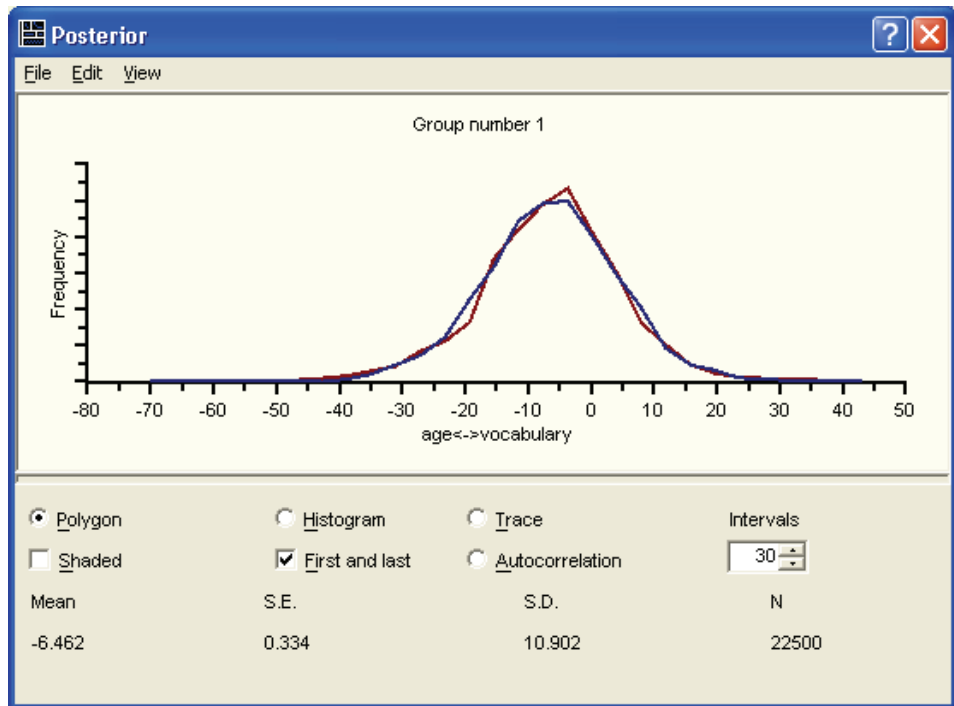 Posterior
File Edit View
Group number 1
Frequency
-80 -70 -60 -50 -40 -30 -20 -10 0 10 20 30 40 50
age<->vocabulary
Polygon Histogram Trace Intervals
Shaded First and last Autocorrelation 30
Mean S.E. S.D. N
-6.462 0.334 10.902 22500